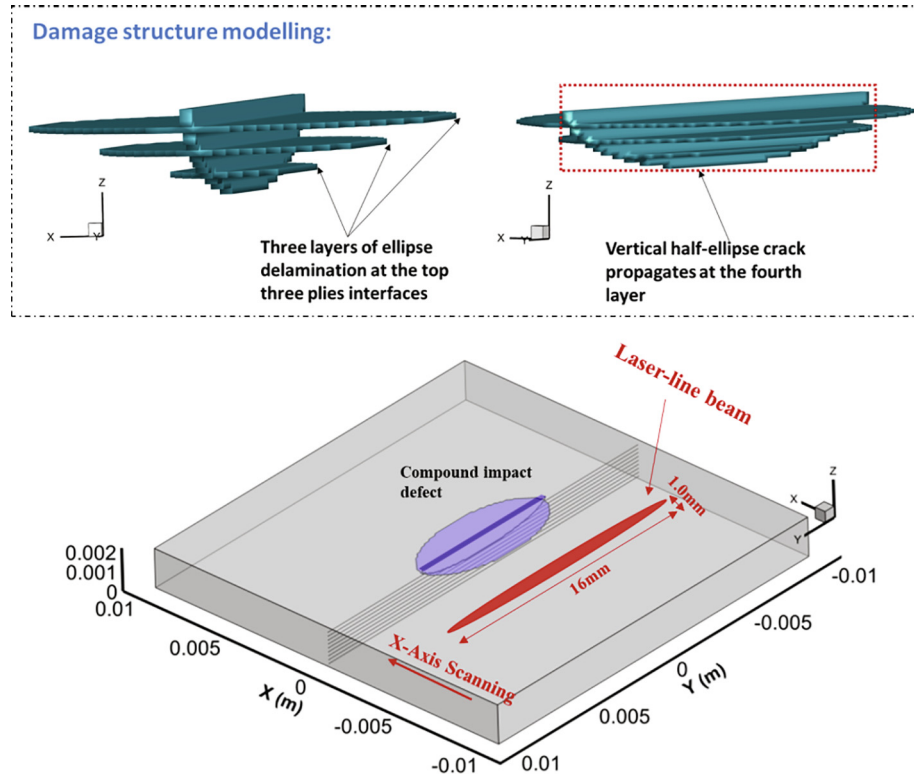 Damage structure modelling:
Z
X
Y
Three layers of ellipse
delamination at the top
three plies interfaces
Z
X
Y
Vertical half-ellipse crack
propagates at the fourth
layer
Laser-line beam
Compound impact
defect
1.0mm
Z
X
Y
16mm
X-Axis Scanning
0.002
0.001
0
0.01
0.005
0
-0.005
-0.01
X (m)
-0.01
-0.005
0
0.005
0.01
Y (m)